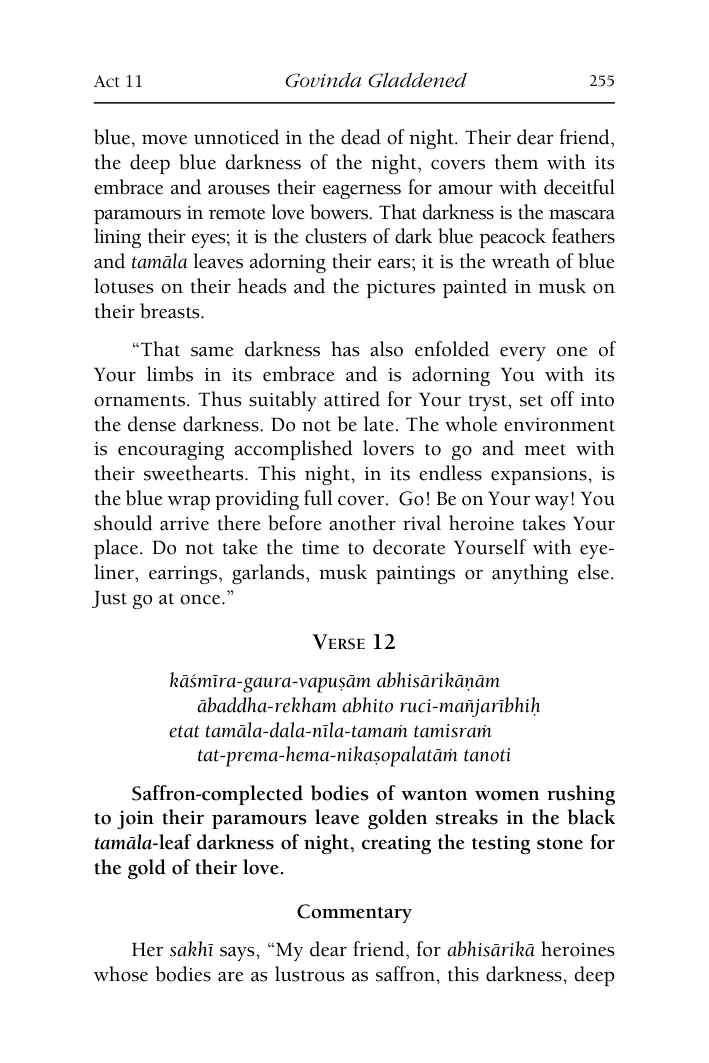 Act 11 Govinda Gladdened 255
blue, move unnoticed in the dead of night. Their dear friend,
the deep blue darkness of the night, covers them with its
embrace and arouses their eagerness for amour with deceitful
paramours in remote love bowers. That darkness is the mascara
lining their eyes; it is the clusters of dark blue peacock feathers
and tamāla leaves adorning their ears; it is the wreath of blue
lotuses on their heads and the pictures painted in musk on
their breasts.
“That same darkness has also enfolded every one of
Your limbs in its embrace and is adorning You with its
ornaments. Thus suitably attired for Your tryst, set off into
the dense darkness. Do not be late. The whole environment
is encouraging accomplished lovers to go and meet with
their sweethearts. This night, in its endless expansions, is
the blue wrap providing full cover. Go! Be on Your way! You
should arrive there before another rival heroine takes Your
place. Do not take the time to decorate Yourself with eye-
liner, earrings, garlands, musk paintings or anything else.
Just go at once.”
Verse 12
kāśmīra-gaura-vapuṣām abhisārikāṇām
ābaddha-rekham abhito ruci-mañjarībhiḥ
etat tamāla-dala-nīla-tamaṁ tamisraṁ
tat-prema-hema-nikaṣopalatāṁ tanoti
Saffron-complected bodies of wanton women rushing
to join their paramours leave golden streaks in the black
tamāla-leaf darkness of night, creating the testing stone for
the gold of their love.
Commentary
Her sakhī says, “My dear friend, for abhisārikā heroines
whose bodies are as lustrous as saffron, this darkness, deep